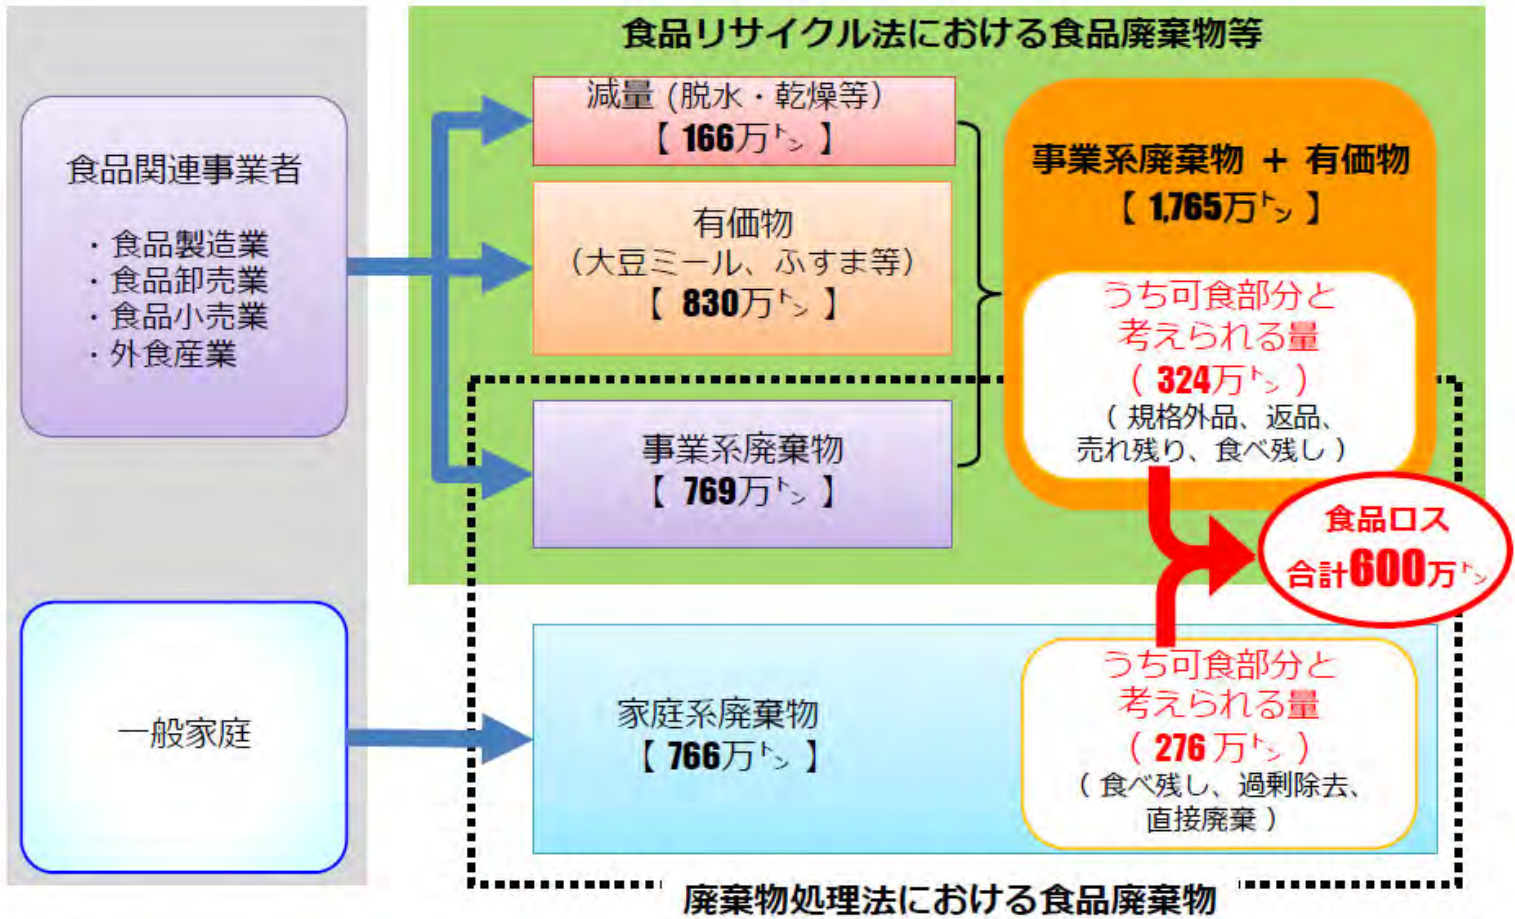 食品リサイクル法における食品廃棄物等
食品関連事業者
・食品製造業
・食品卸売業
・食品小売業
・外食産業
減量 (脱水・乾燥等)
【 166万トン 】
有価物
（大豆ミール、ふすま等）
【 830万トン 】
事業系廃棄物
【 769万トン 】
事業系廃棄物 + 有価物
【 1,765万トン 】
うち可食部分と
考えられる量
（ 324万トン ）
（ 規格外品、返品、
売れ残り、食べ残し ）
食品ロス
合計600万トン
一般家庭
家庭系廃棄物
【 766万トン 】
うち可食部分と
考えられる量
（ 276 万トン ）
（ 食べ残し、過剰除去、
直接廃棄 ）
廃棄物処理法における食品廃棄物